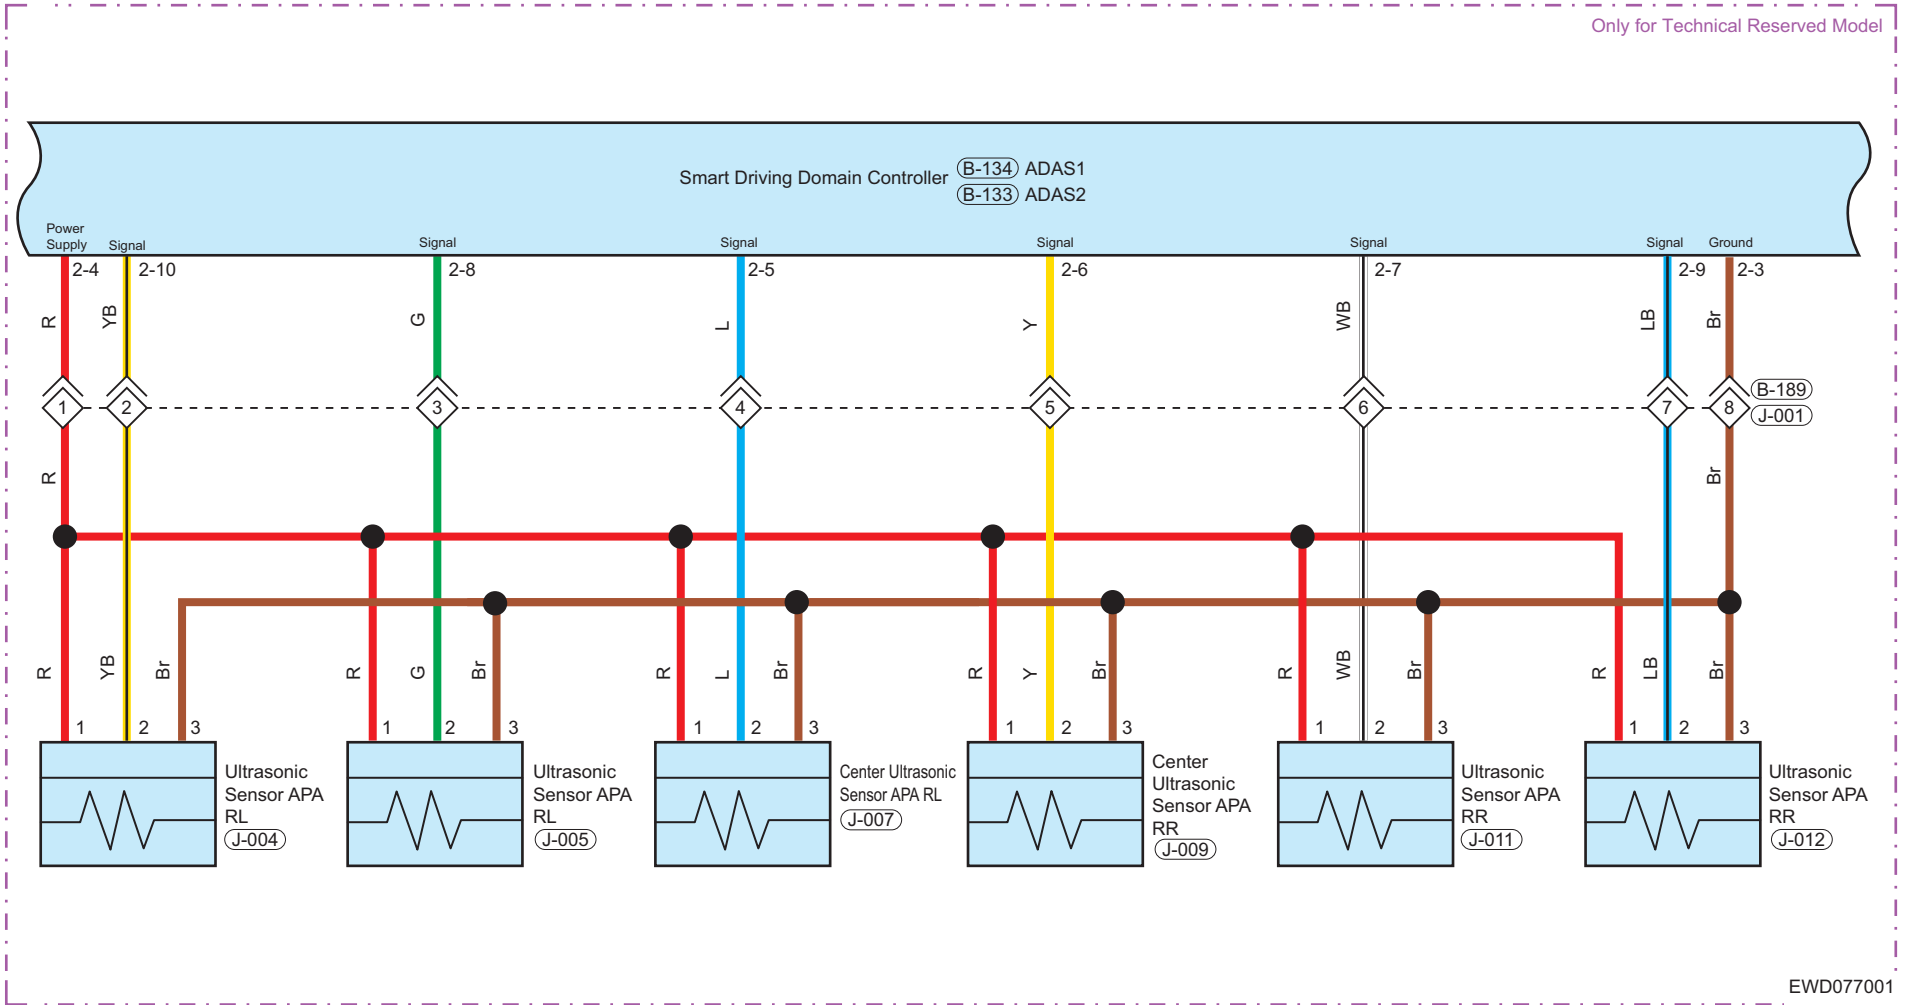 Only for Technical Reserved Model
Smart Driving Domain Controller B-134 ADAS1
B-133 ADAS2
Power
Supply Signal Signal Signal Signal Signal Signal Ground
2-4 2-10 2-8 2-5 2-6 2-7 2-9 2-3
R YB G L Y WB LB Br
1 2 3 4 5 6 7 8 B-189
J-001
R Br
R YB Br R G Br R L Br R Y Br R WB Br R LB Br
1 2 3 1 2 3 1 2 3 1 2 3 1 2 3 1 2 3
Ultrasonic
Sensor APA
RL
J-004
Ultrasonic
Sensor APA
RL
J-005
Center Ultrasonic
Sensor APA RL
J-007
Center
Ultrasonic
Sensor APA
RR
J-009
Ultrasonic
Sensor APA
RR
J-011
Ultrasonic
Sensor APA
RR
J-012
EWD077001